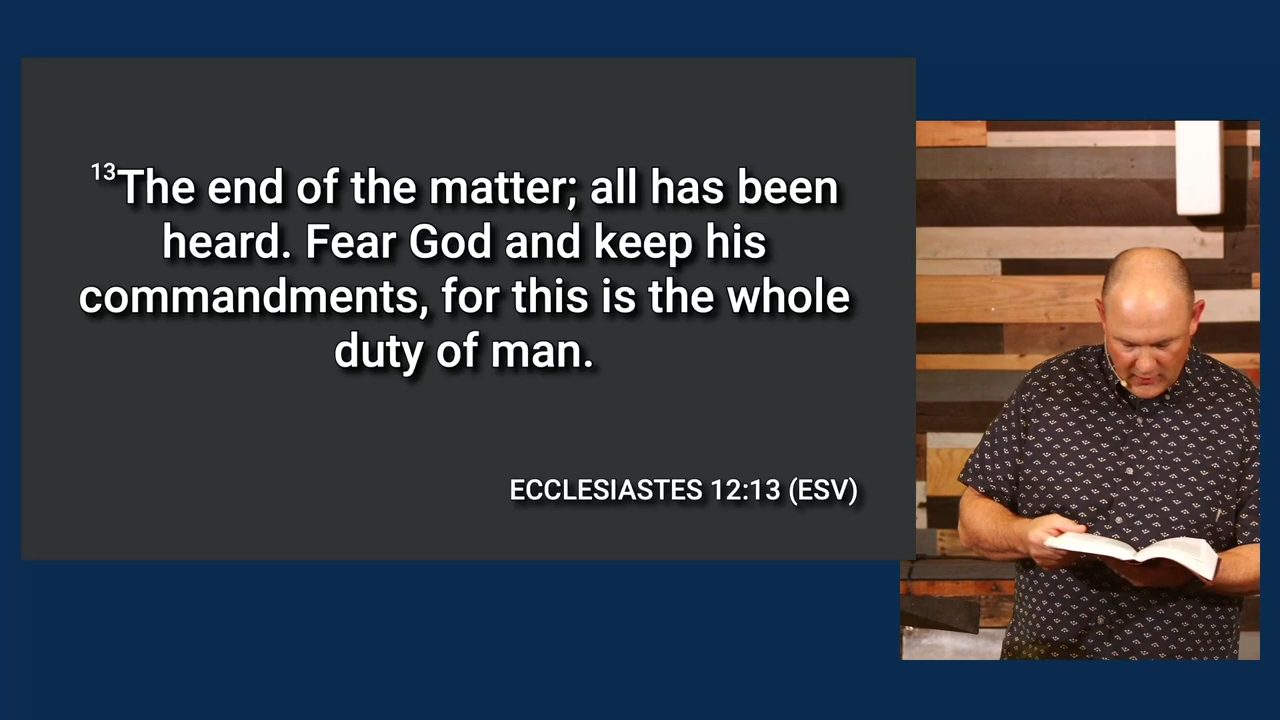 13The end of the matter; all has been
heard. Fear God and keep his
commandments, for this is the whole
duty of man.
ECCLESIASTES 12:13 (ESV)